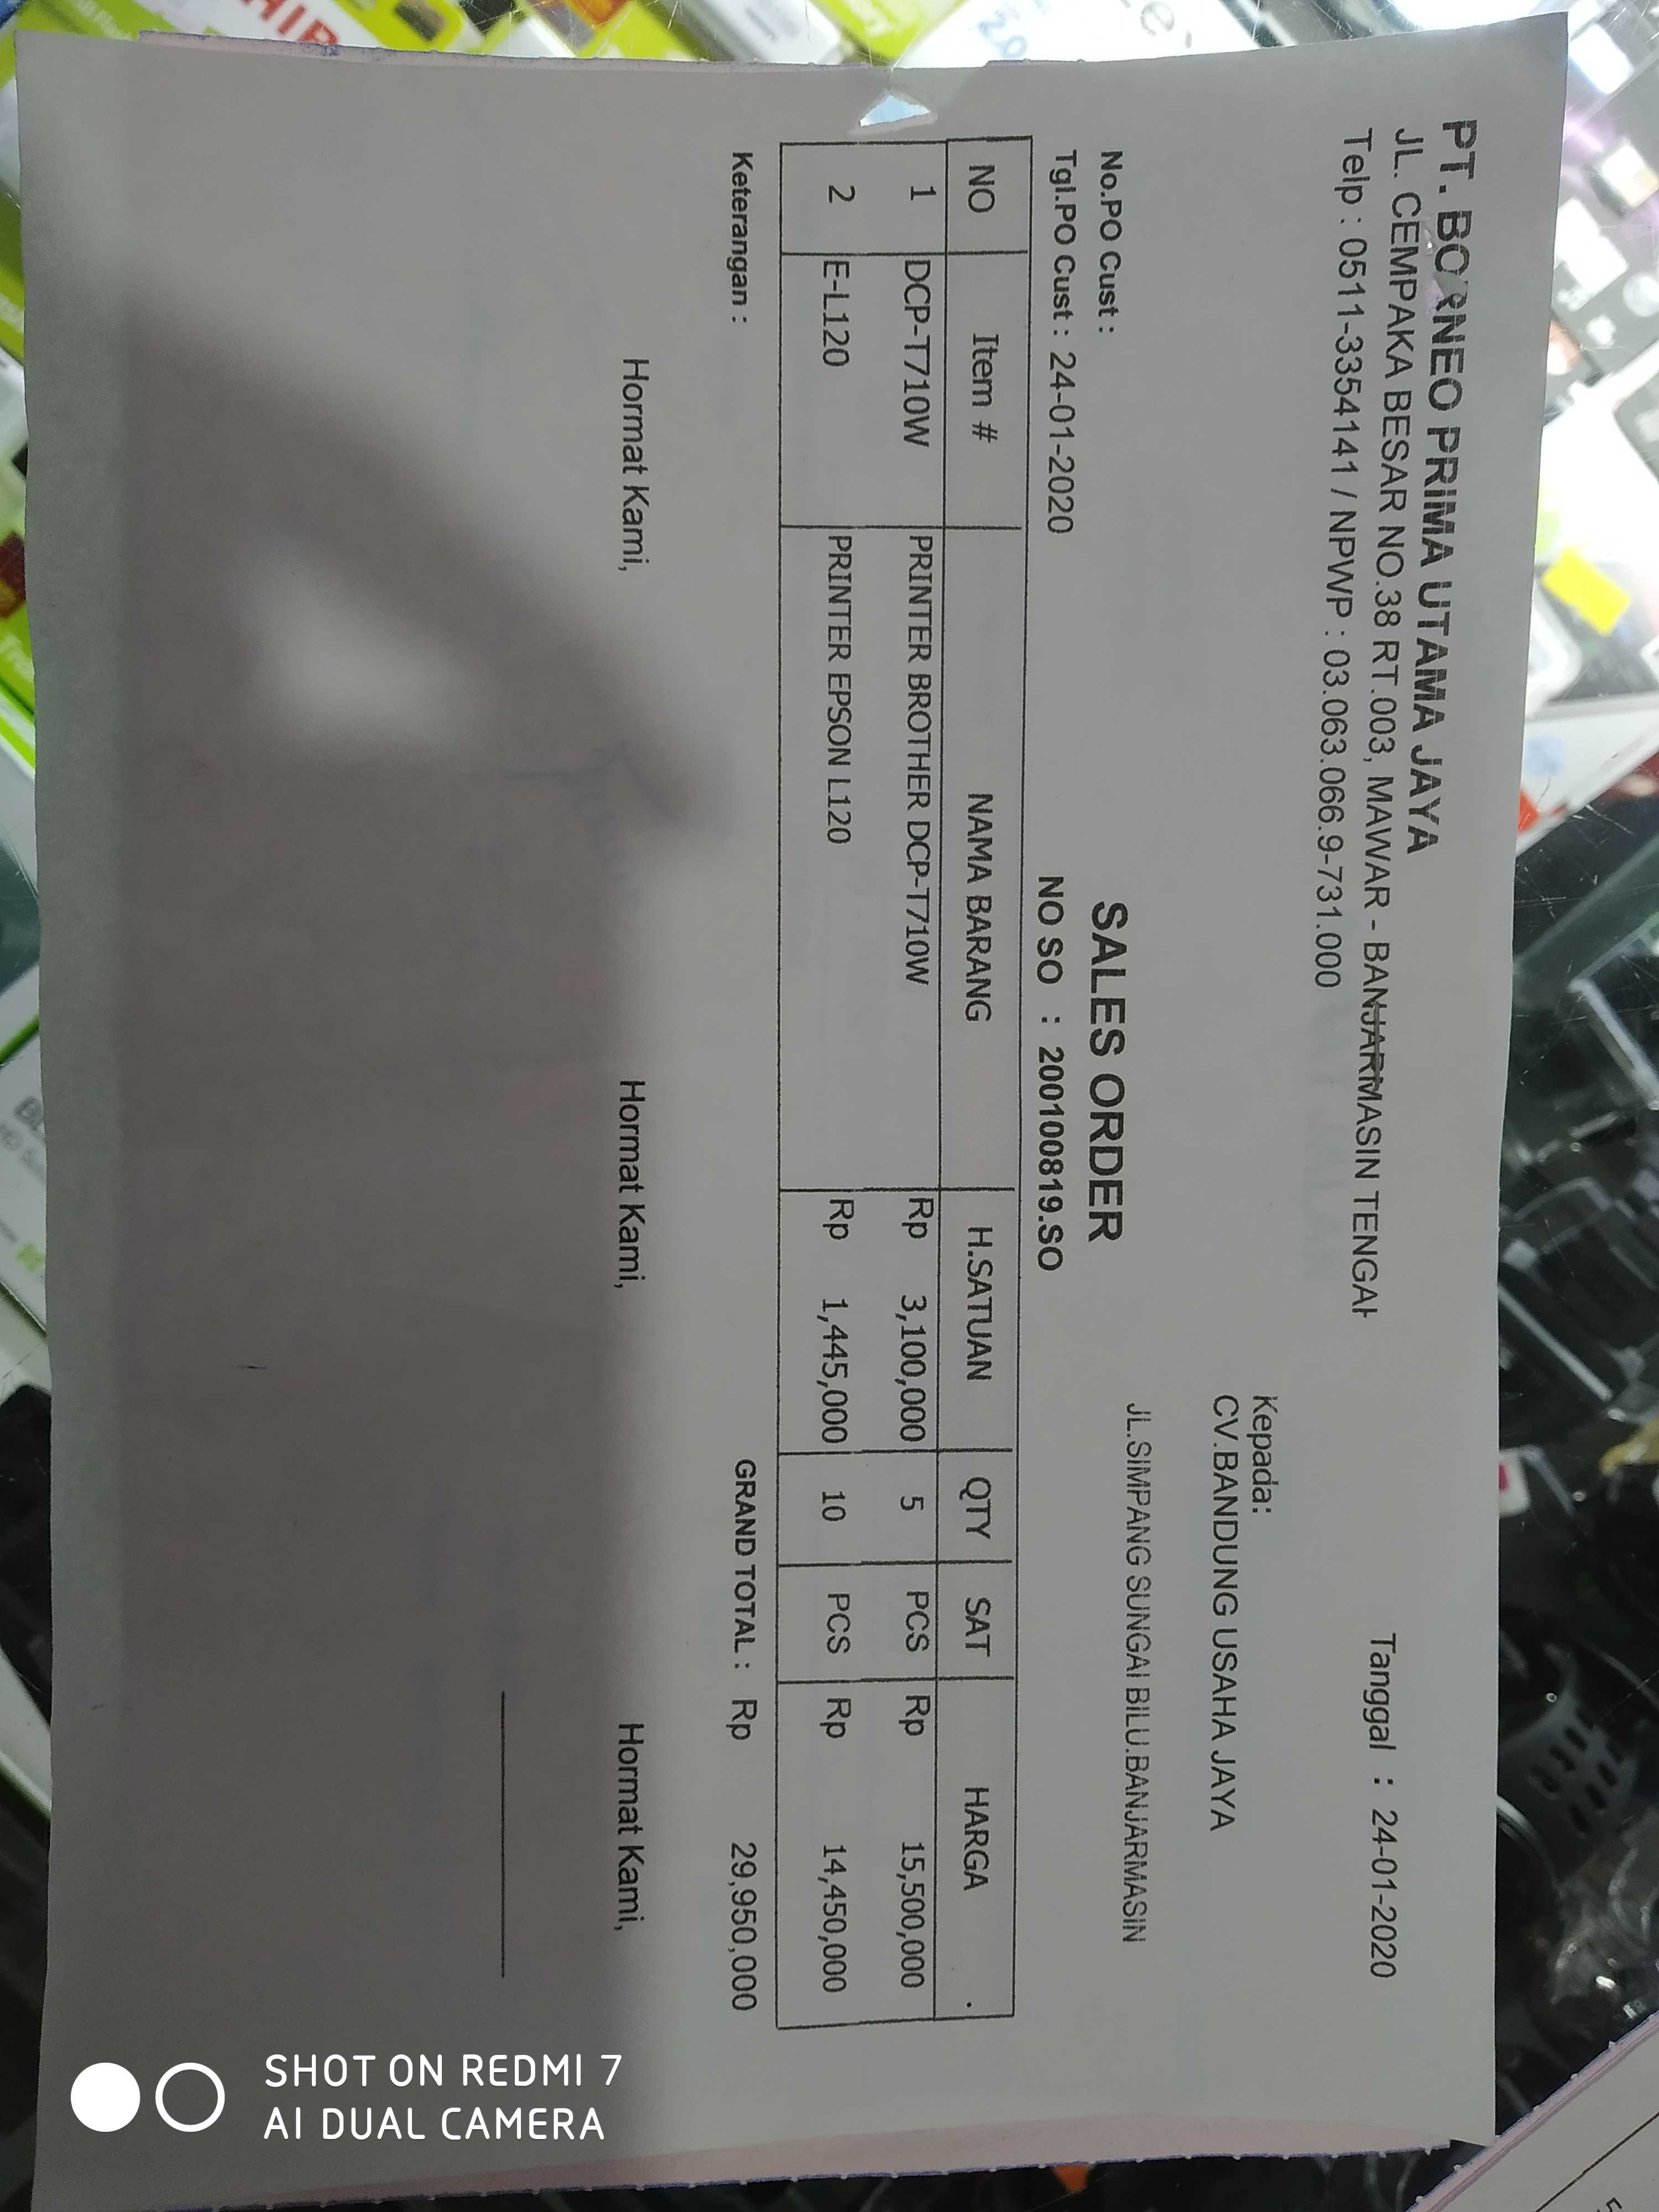 PT. BORNEO PRIMA UTAMA JAYA
JL. CEMPAKA BESAR NO.38 RT.003, MAWAR - BANJARMASIN TENGAH
Telp : 0511-3354141 / NPWP : 03.063.066.9-731.000
Tanggal : 24-01-2020
Kepada:
CV.BANDUNG USAHA JAYA
JL.SIMPANG SUNGAI BILU.BANJARMASIN
SALES ORDER
NO SO : 200100819.SO
No.PO Cust :
Tgl.PO Cust : 24-01-2020
NO Item # NAMA BARANG H.SATUAN QTY SAT HARGA
1 DCP-T710W PRINTER BROTHER DCP-T710W Rp 3,100,000 5 PCS Rp 15,500,000
2 E-L120 PRINTER EPSON L120 Rp 1,445,000 10 PCS Rp 14,450,000
Keterangan : GRAND TOTAL : Rp 29,950,000
Hormat Kami, Hormat Kami, Hormat Kami,
SHOT ON REDMI 7
AI DUAL CAMERA